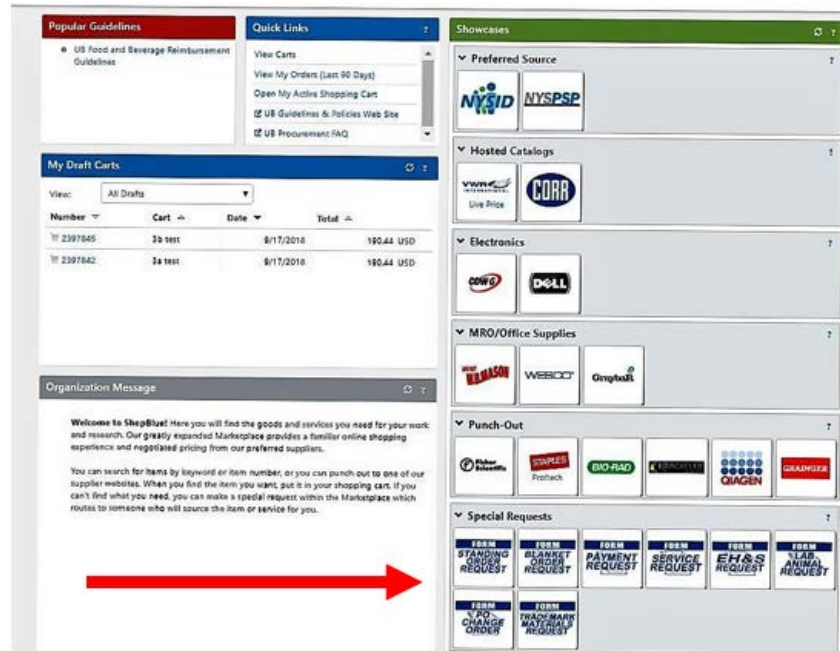 Popular Guidelines
UB Food and Beverage Reimbursement
Guidelines
Quick Links
?
View Carts
View My Orders (Last 90 Days)
Open My Active Shopping Cart
UB Guidelines & Policies Web Site
UB Procurement FAQ
My Draft Carts
?
View: All Drafts
Number Cart Date Total
2397845 3b test 9/17/2018 190.44 USD
2397842 3a test 9/17/2018 190.44 USD
Organization Message
?
Welcome to ShopBlue! Here you will find the goods and services you need for your work
and research. Our greatly expanded Marketplace provides a familiar online shopping
experience and negotiated pricing from our preferred suppliers.
You can search for items by keyword or item number, or you can punch out to one of our
supplier websites. When you find the item you want, put it in your shopping cart. If you
can't find what you need, you can make a special request within the Marketplace which
routes to someone who will source the item or service for you.
Showcases
?
Preferred Source
?
NYSID NYSPSP
Hosted Catalogs
?
VWR
INTERNATIONAL
Live Price
CORR
Electronics
?
CDWG DELL
MRO/Office Supplies
?
W.B.MASON WESCO GraybaR
Punch-Out
?
Fisher
Scientific
STAPLES
Proftech
BIO-RAD
QIAGEN
GRAINGER
Special Requests
?
FORM
STANDING
ORDER
REQUEST
FORM
BLANKET
ORDER
REQUEST
FORM
PAYMENT
REQUEST
FORM
SERVICE
REQUEST
FORM
EH&S
REQUEST
FORM
LAB
ANIMAL
REQUEST
FORM
PO
CHANGE
ORDER
FORM
TRADEMARK
MATERIALS
REQUEST